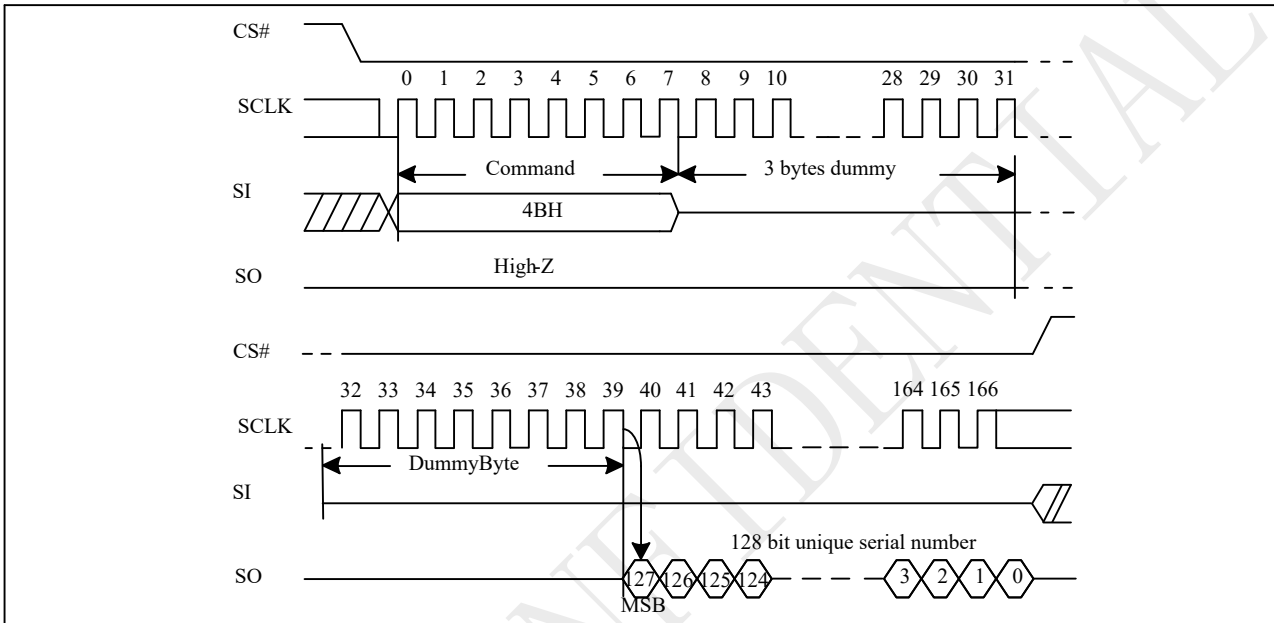 CS#
0 1 2 3 4 5 6 7 8 9 10 28 29 30 31
SCLK
Command 3 bytes dummy
SI
4BH
High-Z
SO
CS#
32 33 34 35 36 37 38 39 40 41 42 43 164 165 166
SCLK
DummyByte
SI
128 bit unique serial number
SO 127 126 125 124 3 2 1 0
MSB